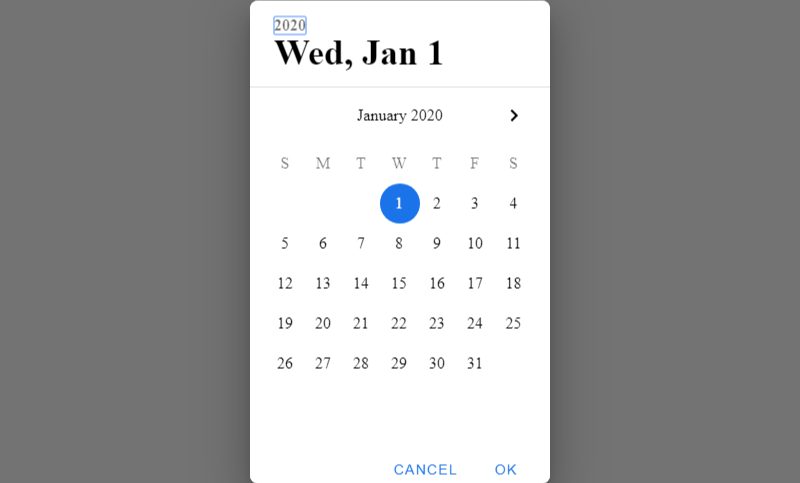 2020
Wed, Jan 1
January 2020
S M T W T F S
1 2 3 4
5 6 7 8 9 10 11
12 13 14 15 16 17 18
19 20 21 22 23 24 25
26 27 28 29 30 31
CANCEL OK